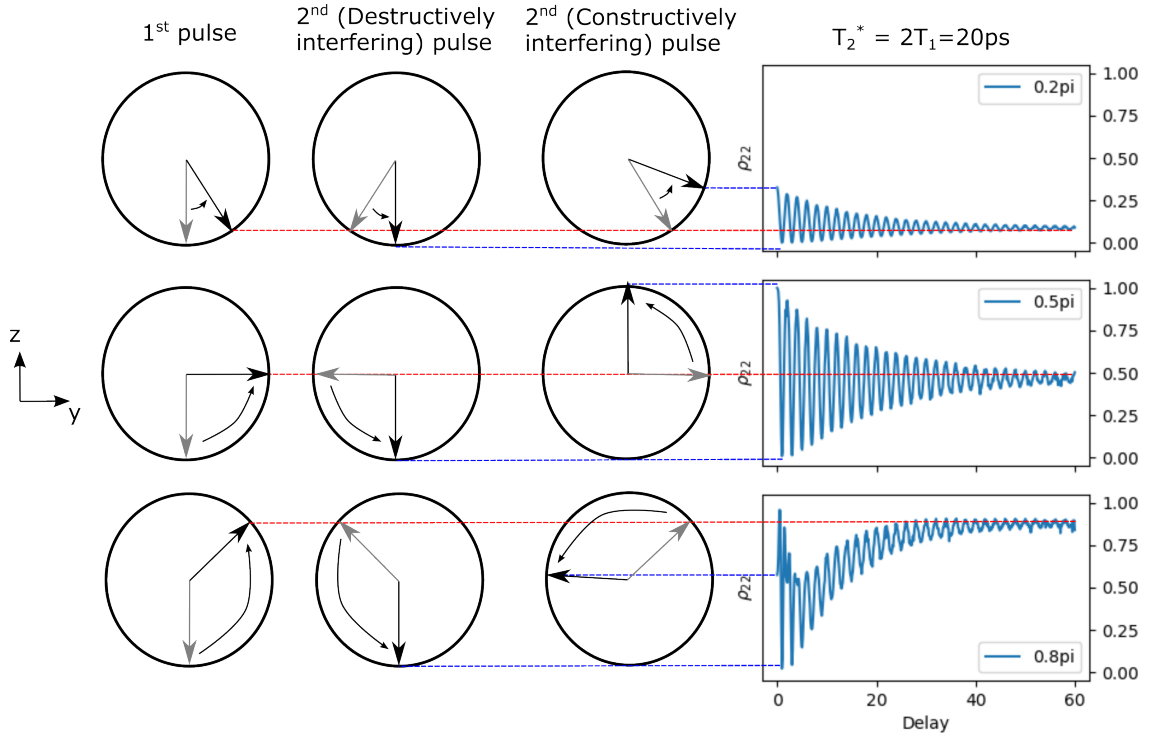 1st pulse
2nd (Destructively
interfering) pulse
2nd (Constructively
interfering) pulse
T2* = 2T1=20ps
0.2pi
1.00
0.75
0.50
0.25
0.00
ρ22
z
y
0.5pi
1.00
0.75
0.50
0.25
0.00
ρ22
0.8pi
1.00
0.75
0.50
0.25
0.00
ρ22
0
20
40
60
Delay